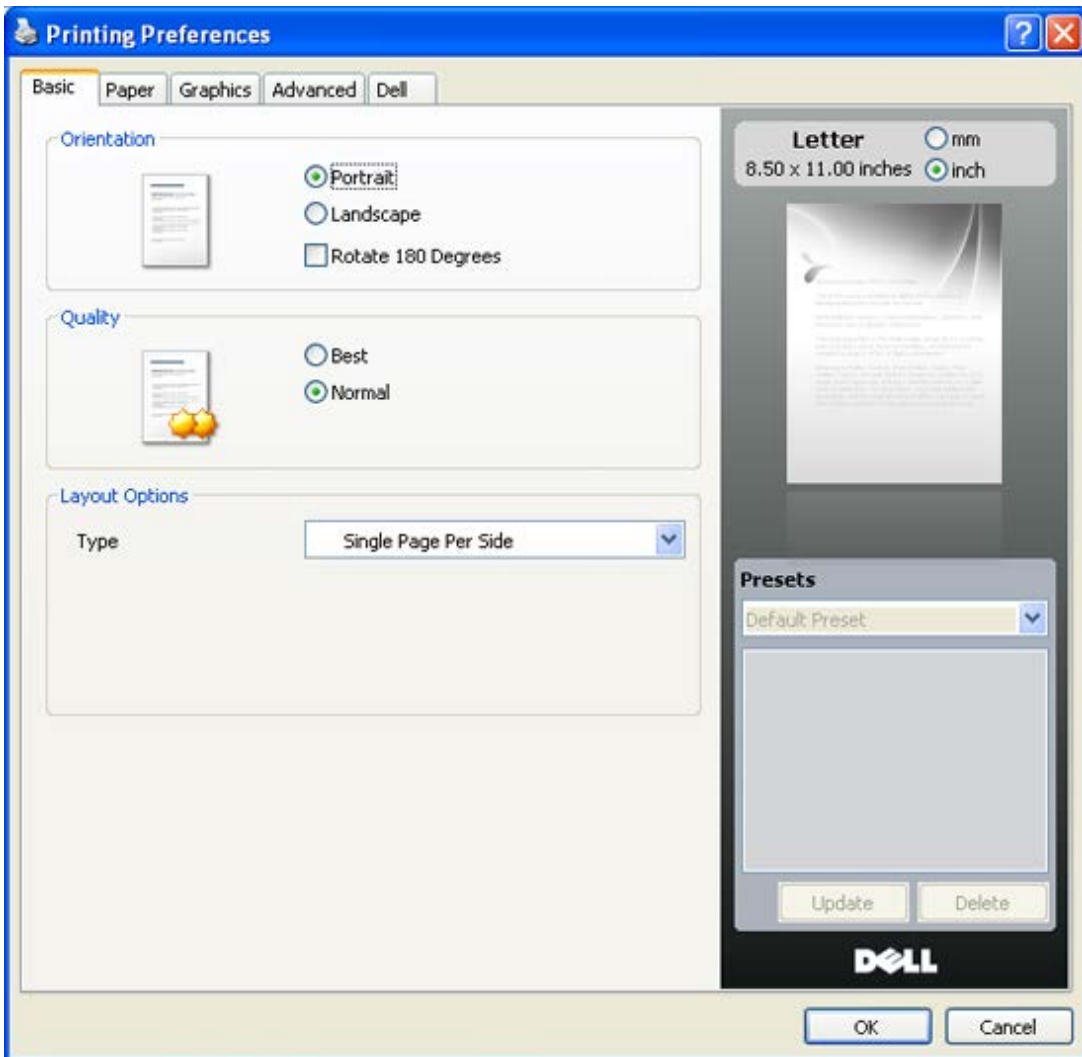 Printing Preferences
Basic Paper Graphics Advanced Dell
Orientation
Portrait
Landscape
Rotate 180 Degrees
Quality
Best
Normal
Layout Options
Type Single Page Per Side
Letter
8.50 x 11.00 inches
mm
inch
Presets
Default Preset
Update Delete
DELL
OK Cancel